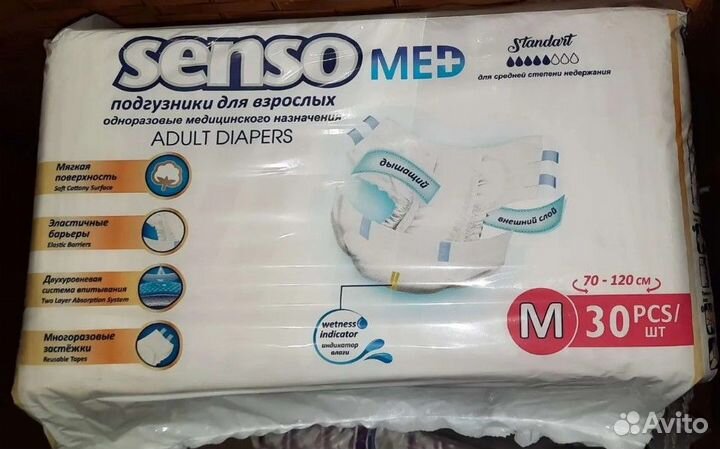 senso MED
Standart
для средней степени недержания
подгузники для взрослых
одноразовые медицинского назначения
ADULT DIAPERS
Мягкая
поверхность
Soft Cottony Surface
Эластичные
барьеры
Elastic Barriers
Двухуровневая
система впитывания
Two Layer Absorption System
Многоразовые
застёжки
Reusable Tapes
дышащий
внешний слой
wetness
indicator
индикатор
влаги
70 - 120 см
M 30 PCS/
шт
Avito